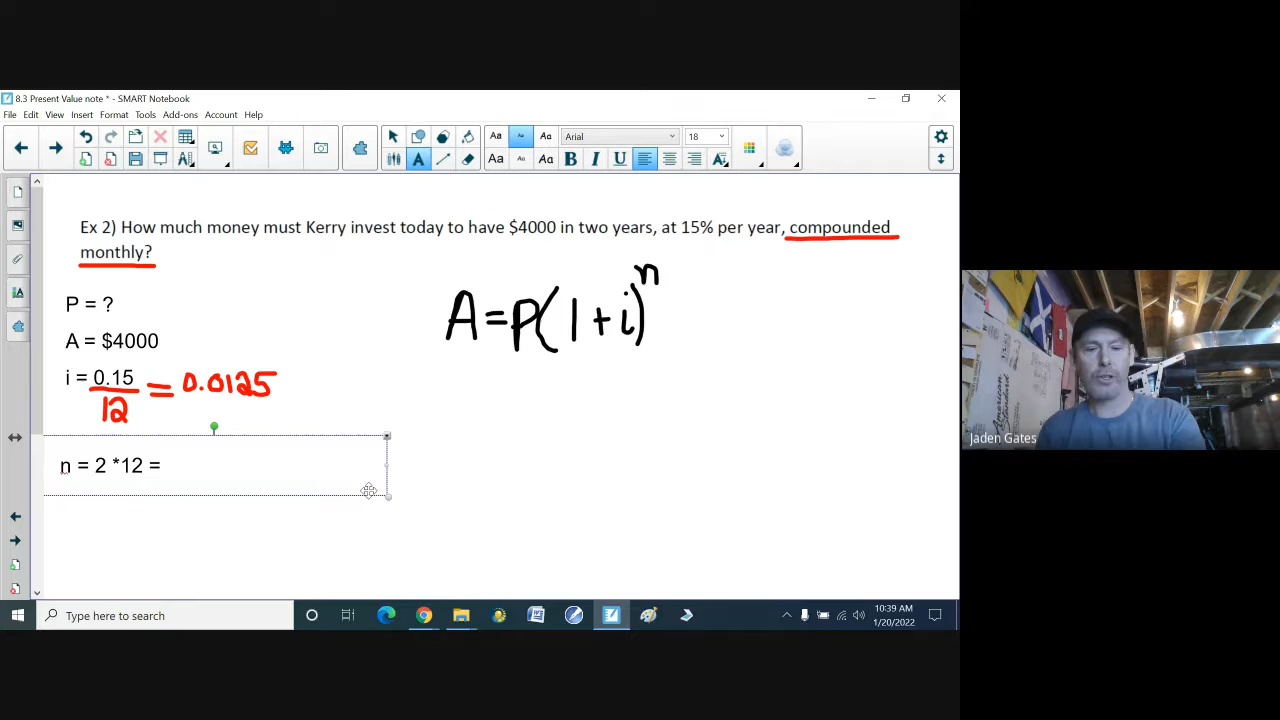 8.3 Present Value note * - SMART Notebook
File Edit View Insert Format Tools Add-ons Account Help
Arial
18
Ex 2) How much money must Kerry invest today to have $4000 in two years, at 15% per year, compounded
monthly?
P = ?
A = $4000
i = 0.15
12
= 0.0125
A=P(1+i)^n
n = 2 *12 =
American Standard
Jaden Gates
Type here to search
10:39 AM
1/20/2022